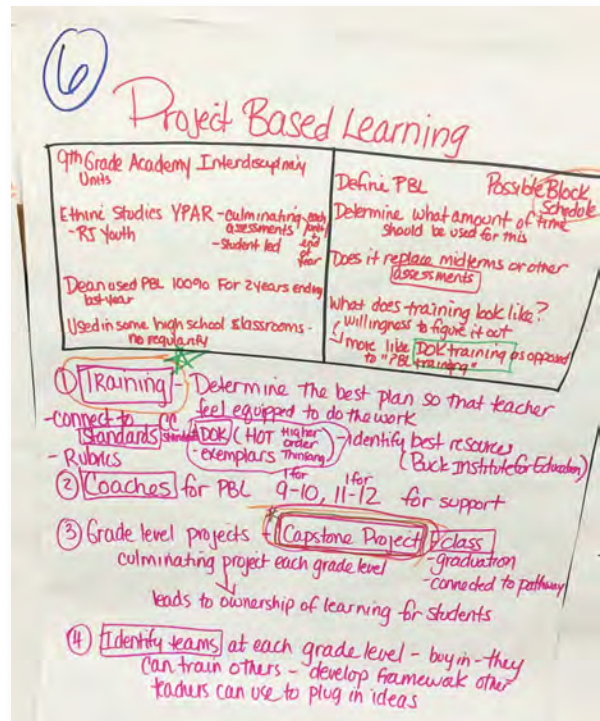 6
Project Based Learning
9th Grade Academy Interdisciplinary
Units
Ethinic Studies YPAR - culminating each
assessments / unit
- RJ Youth
- Student led to end of year
Dean used PBL 100% For 2 years ending
last year
Used in some high school classrooms -
no regularity
Define PBL
Possible Block
Schedule
Determine what amount of time
should be used for this
Does it replace midterms or other
assessments
What does training look like?
willingness to figure it out
more like DOK training as opposed
to "PBL training"
① Training - Determine the best plan so that teacher
feel equipped to do the work
- connect to CC
standards standards
- Rubrics
DOK (HOT Higher
order
Thinking
- exemplars
- identify best resources
(Buck Institute for Education)
② Coaches for PBL 1 for 9-10, 1 for 11-12 for support
③ Grade level projects - Capstone Project / class
culminating project each grade level
- graduation
- connected to pathway
leads to ownership of learning for students
④ Identify teams at each grade level - buy in - they
can train others - develop framewak other
teachers can use to plug in ideas